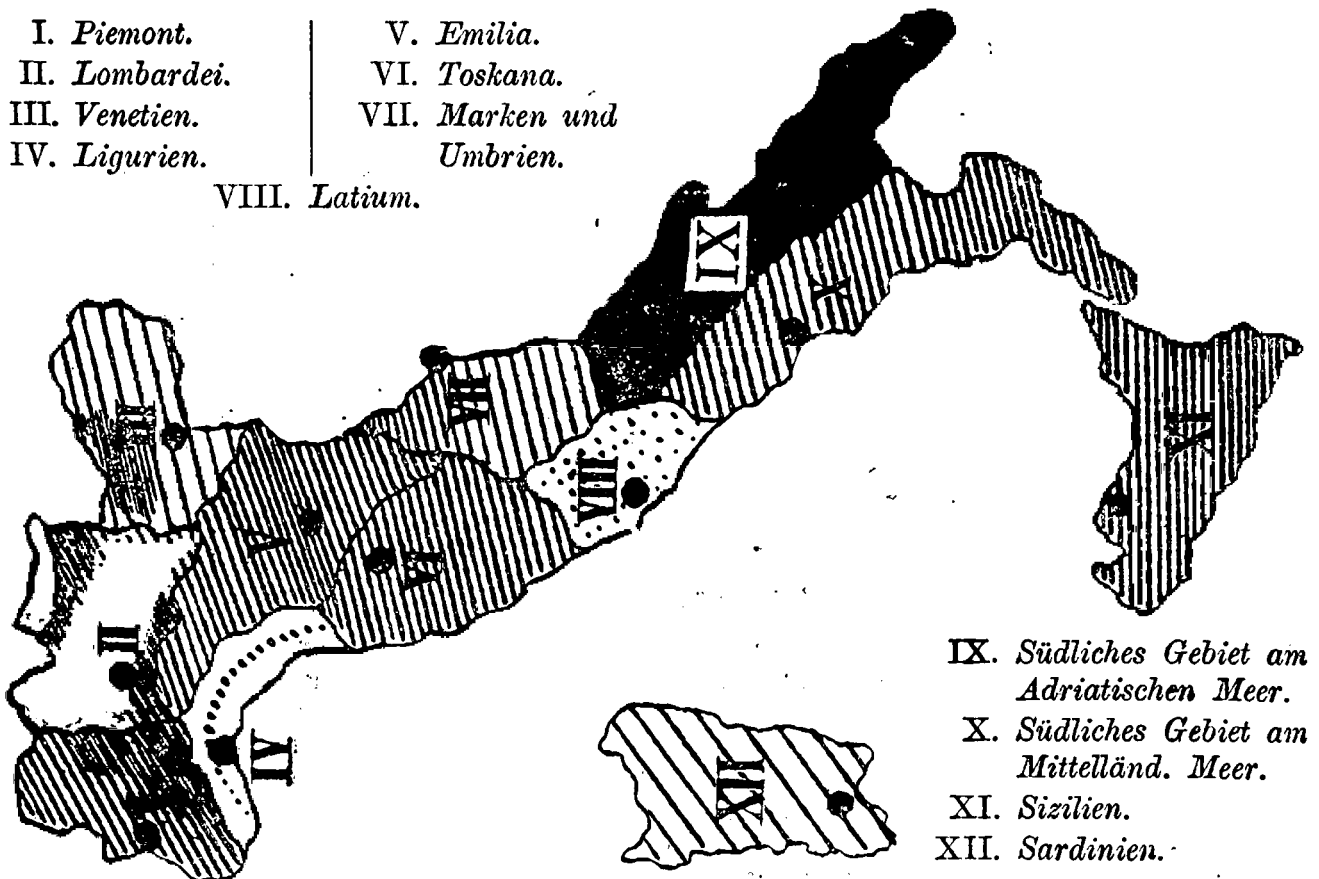 I. Piemont.
II. Lombardei.
III. Venetien.
IV. Ligurien.
V. Emilia.
VI. Toskana.
VII. Marken und
Umbrien.
VIII. Latium.
IX
X
III
VII
VIII
XI
V
VI
II
IV
XII
IX. Südliches Gebiet am
Adriatischen Meer.
X. Südliches Gebiet am
Mittelländ. Meer.
XI. Sizilien.
XII. Sardinien.